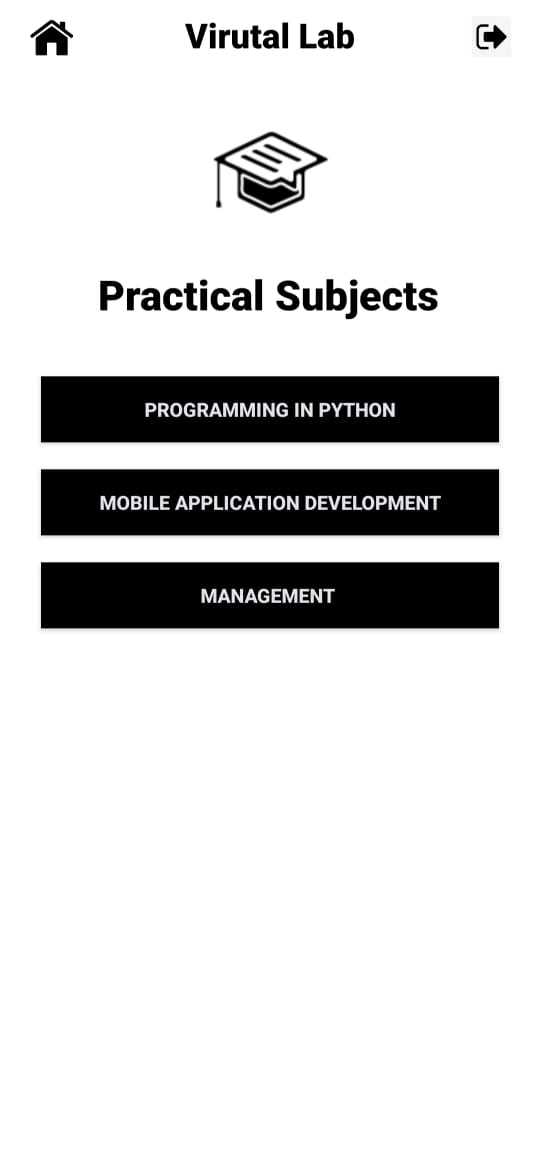 Virutal Lab
Practical Subjects
PROGRAMMING IN PYTHON
MOBILE APPLICATION DEVELOPMENT
MANAGEMENT